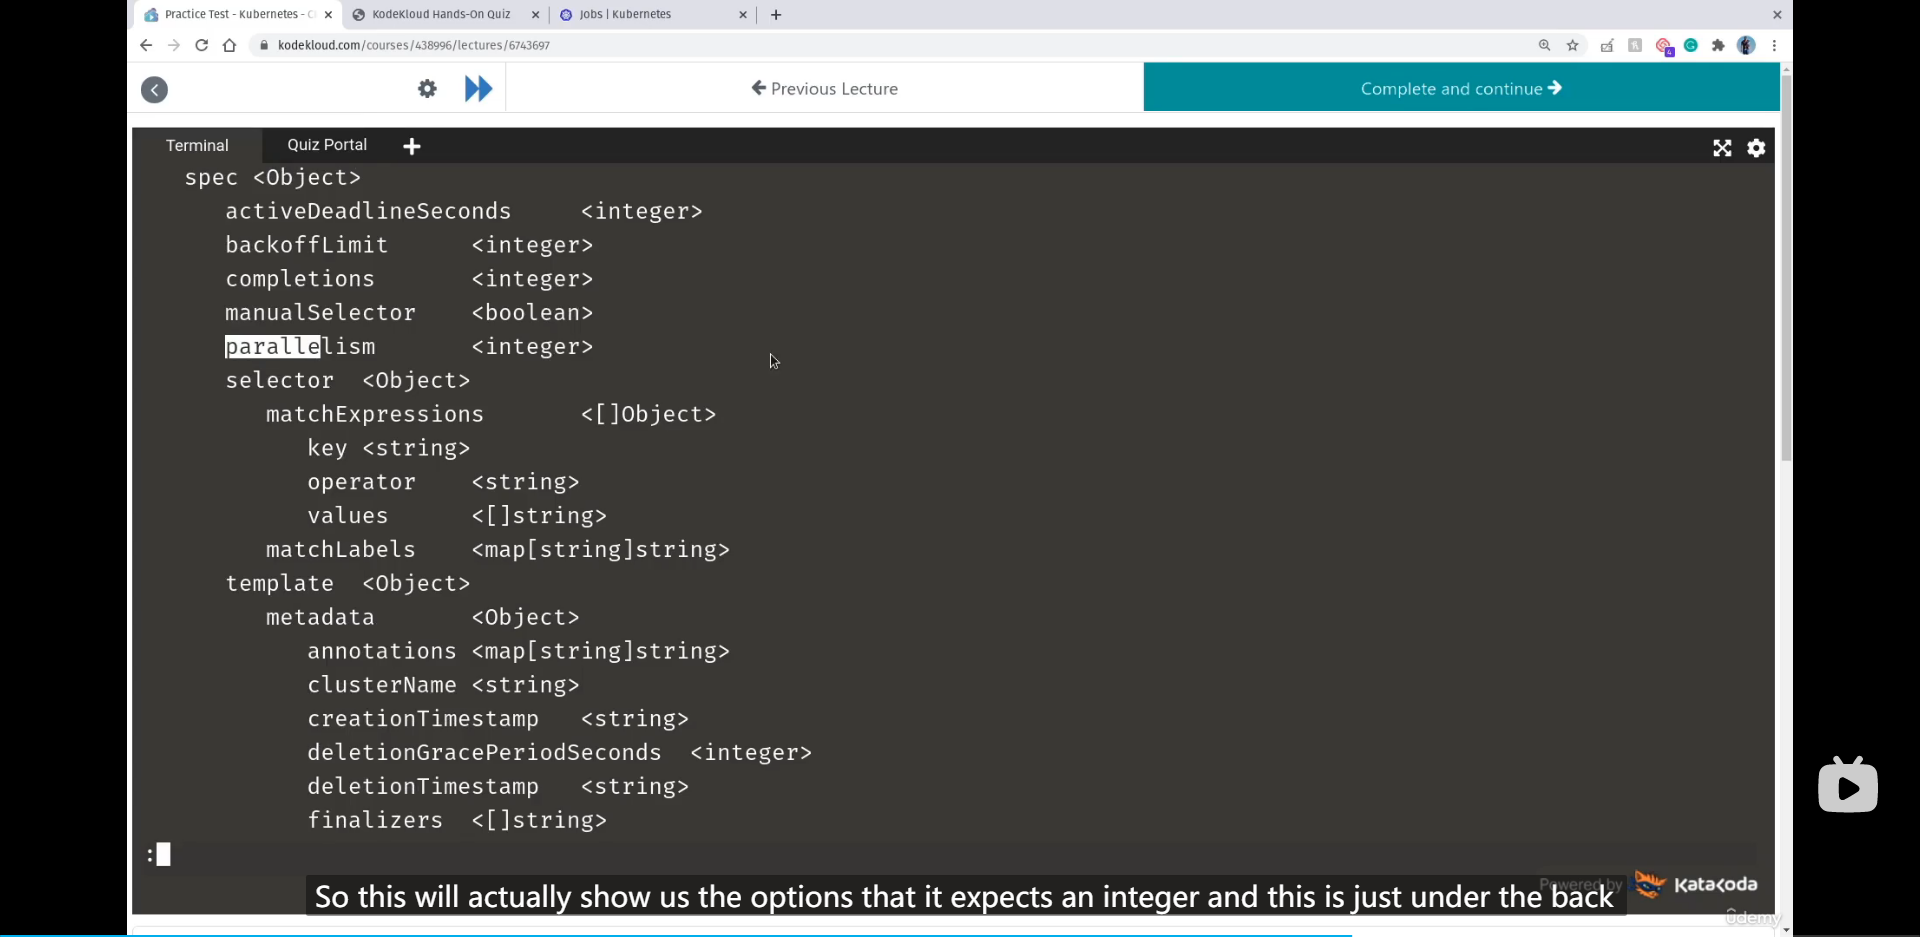 Practice Test - Kubernetes - C
KodeKloud Hands-On Quiz
Jobs | Kubernetes
kodekloud.com/courses/438996/lectures/6743697
Previous Lecture
Complete and continue
Terminal
Quiz Portal
spec <Object>
activeDeadlineSeconds <integer>
backoffLimit <integer>
completions <integer>
manualSelector <boolean>
parallelism <integer>
selector <Object>
matchExpressions <[]Object>
key <string>
operator <string>
values <[]string>
matchLabels <map[string]string>
template <Object>
metadata <Object>
annotations <map[string]string>
clusterName <string>
creationTimestamp <string>
deletionGracePeriodSeconds <integer>
deletionTimestamp <string>
finalizers <[]string>
:
Powered by Katacoda
So this will actually show us the options that it expects an integer and this is just under the back
ûdemy